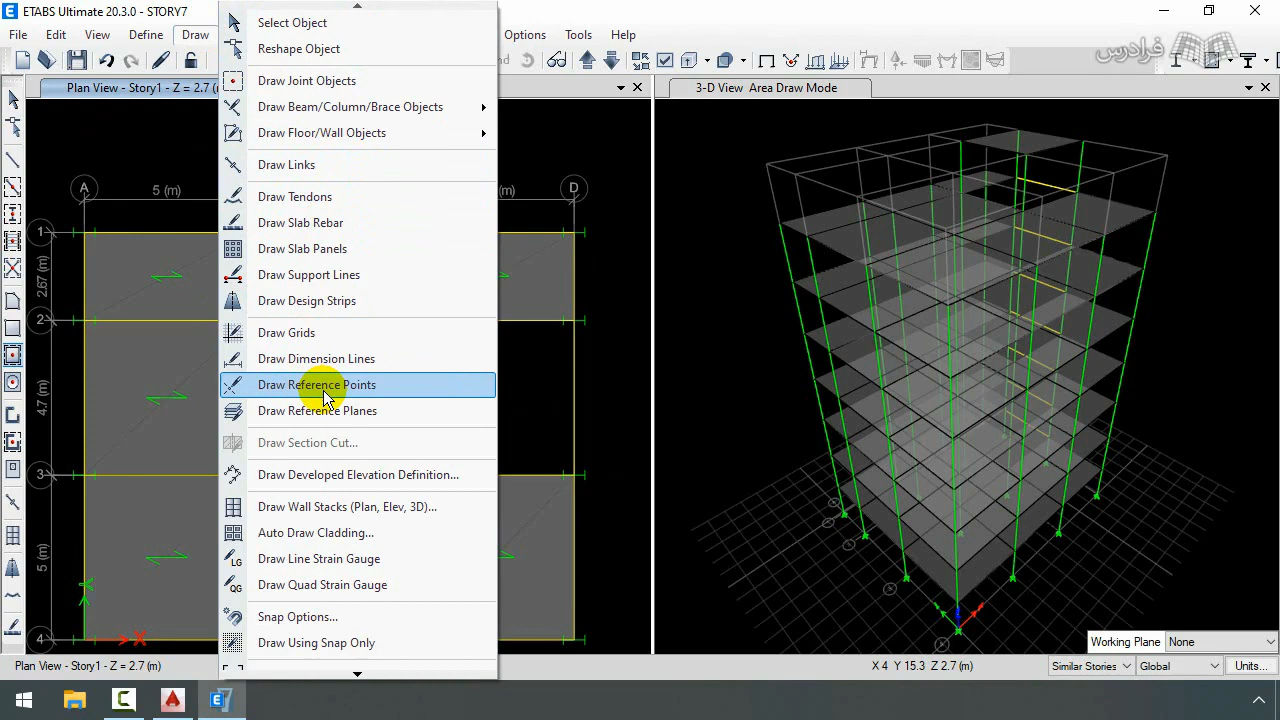 ETABS Ultimate 20.3.0 - STORY7
File
Edit
View
Define
Draw
Options
Tools
Help
فرادرس
Plan View - Story1 - Z = 2.7 (
3-D View  Area Draw Mode
Select Object
Reshape Object
Draw Joint Objects
Draw Beam/Column/Brace Objects
Draw Floor/Wall Objects
Draw Links
Draw Tendons
Draw Slab Rebar
Draw Slab Panels
Draw Support Lines
Draw Design Strips
Draw Grids
Draw Dimension Lines
Draw Reference Points
Draw Reference Planes
Draw Section Cut...
Draw Developed Elevation Definition...
Draw Wall Stacks (Plan, Elev, 3D)...
Auto Draw Cladding...
LG Draw Line Strain Gauge
QG Draw Quad Strain Gauge
Snap Options...
Draw Using Snap Only
A
5 (m)
(m)
D
1
2.67 (m)
2
4.7 (m)
3
5 (m)
4
X
Working Plane
None
Plan View - Story1 - Z = 2.7 (m)
X 4  Y 15.3  Z 2.7 (m)
Similar Stories
Global
Units...